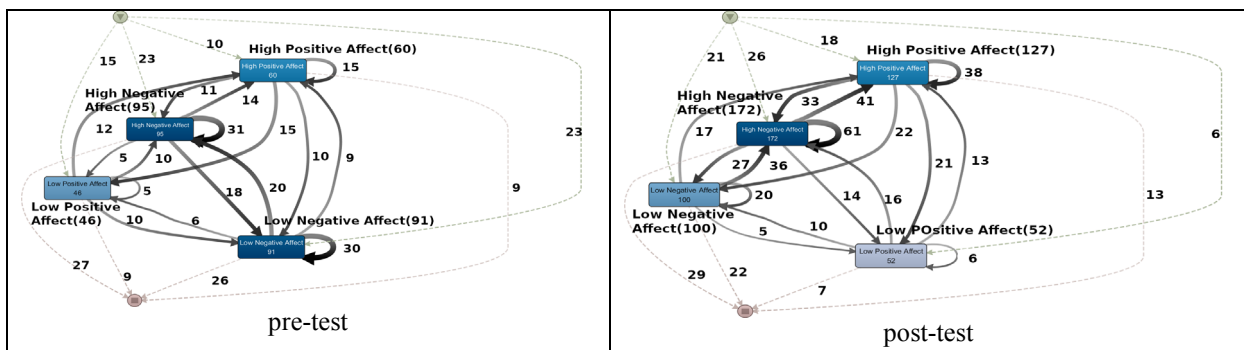 10
High Positive Affect(60)
15
23
High Positive Affect
60
15
High Negative
Affect(95)
11
14
12
High Negative Affect
95
31
15
23
5
10
10
9
Low Positive Affect
46
5
18
20
9
Low Positive
Affect(46)
10
6
Low Negative Affect(91)
Low Negative Affect
91
30
27
9
26
pre-test
18
High Positive Affect(127)
21
26
High Positive Affect
127
38
High Negative
Affect(172)
33
41
17
High Negative Affect
172
61
22
6
27
36
21
13
Low Negative Affect
100
20
14
16
13
Low Negative
Affect(100)
5
10
Low POsitive Affect(52)
Low Positive Affect
52
6
29
22
7
post-test